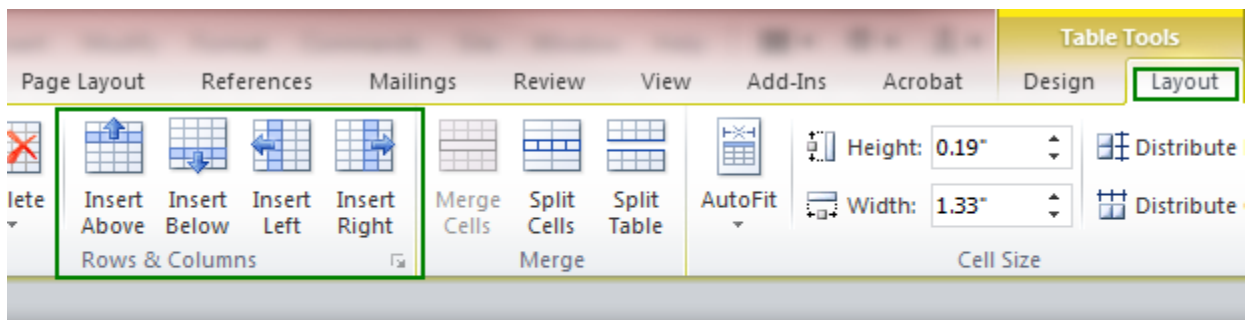 Table Tools
Page Layout References Mailings Review View Add-Ins Acrobat Design Layout
lete Insert Above Insert Below Insert Left Insert Right Merge Cells Split Cells Split Table AutoFit Height: 0.19" Distribute
Width: 1.33" Distribute
Rows & Columns Merge Cell Size